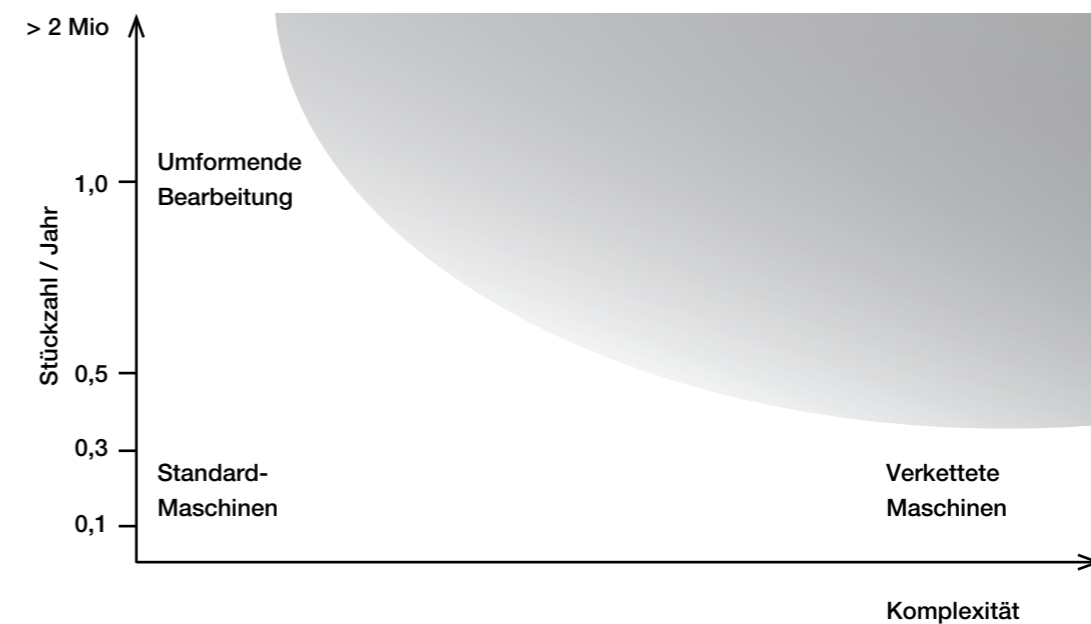 > 2 Mio
Umformende
Bearbeitung
1,0
Stückzahl / Jahr
0,5
0,3
Standard-
Maschinen
Verkettete
Maschinen
0,1
Komplexität